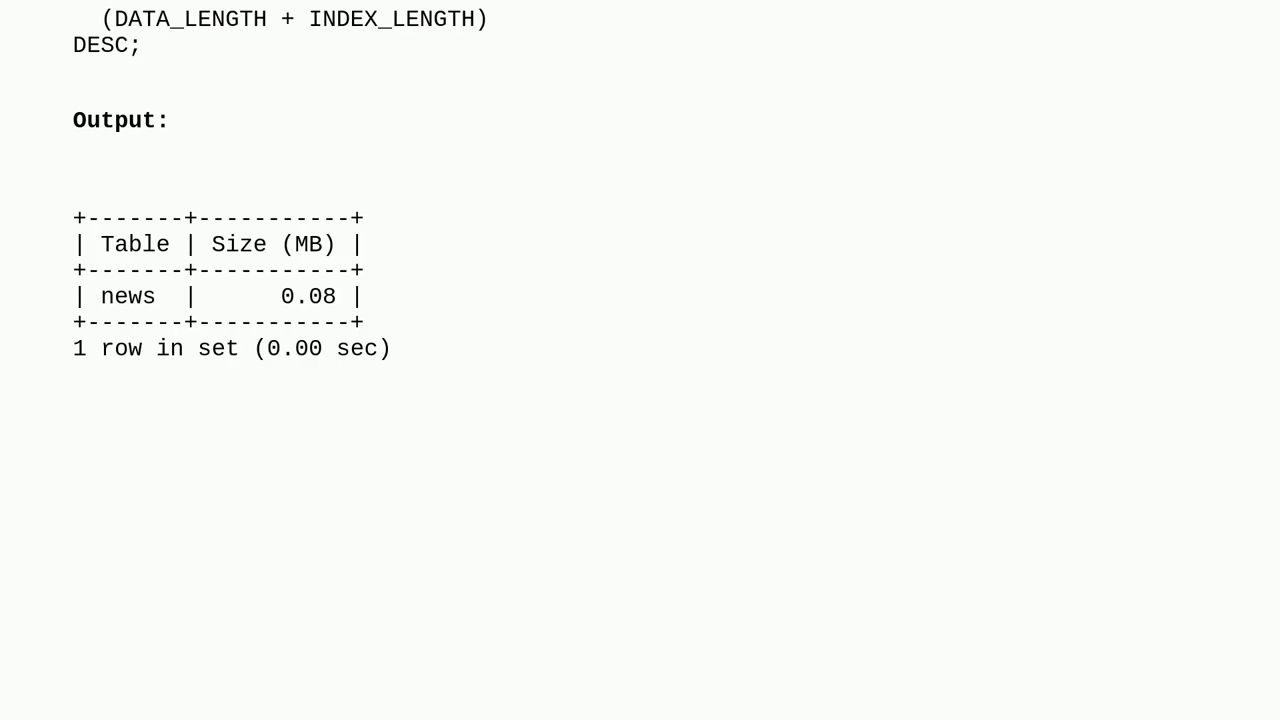 (DATA_LENGTH + INDEX_LENGTH)
DESC;
Output:
+-------+-----------+
| Table | Size (MB) |
+-------+-----------+
| news  |      0.08 |
+-------+-----------+
1 row in set (0.00 sec)